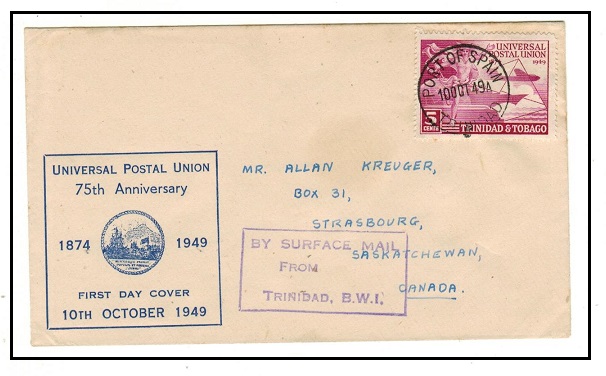 UNIVERSAL
POSTAL UNION
1949
PORT OF SPAIN
10 OCT 49 A
5
CENTS
TRINIDAD & TOBAGO
UNIVERSAL POSTAL UNION
75th Anniversary
1874 1949
FIRST DAY COVER
10TH OCTOBER 1949
MR. ALLAN KREUGER,
BOX 31,
STRASBOURG,
SASKATCHEWAN,
CANADA.
BY SURFACE MAIL
FROM
TRINIDAD, B.W.I.